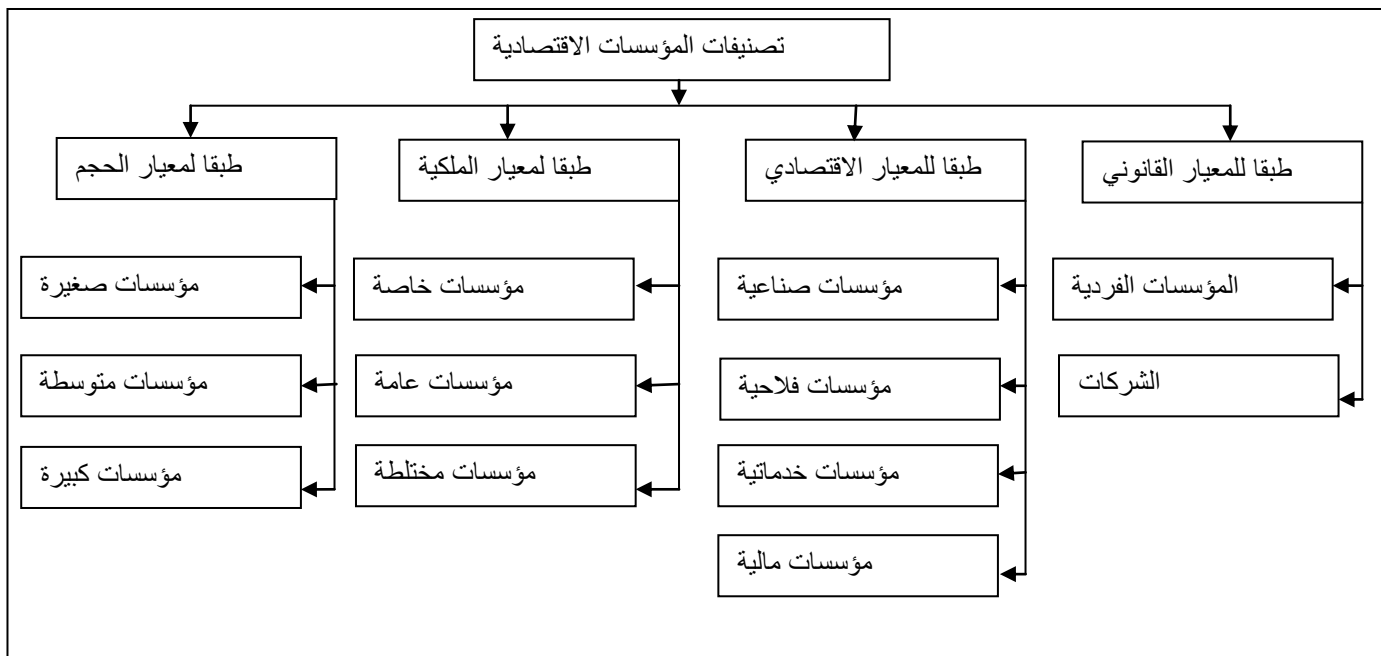 تصنيفات المؤسسات الاقتصادية
طبقا للمعيار القانوني
المؤسسات الفردية
الشركات
طبقا للمعيار الاقتصادي
مؤسسات صناعية
مؤسسات فلاحية
مؤسسات خدماتية
مؤسسات مالية
طبقا لمعيار الملكية
مؤسسات خاصة
مؤسسات عامة
مؤسسات مختلطة
طبقا لمعيار الحجم
مؤسسات صغيرة
مؤسسات متوسطة
مؤسسات كبيرة